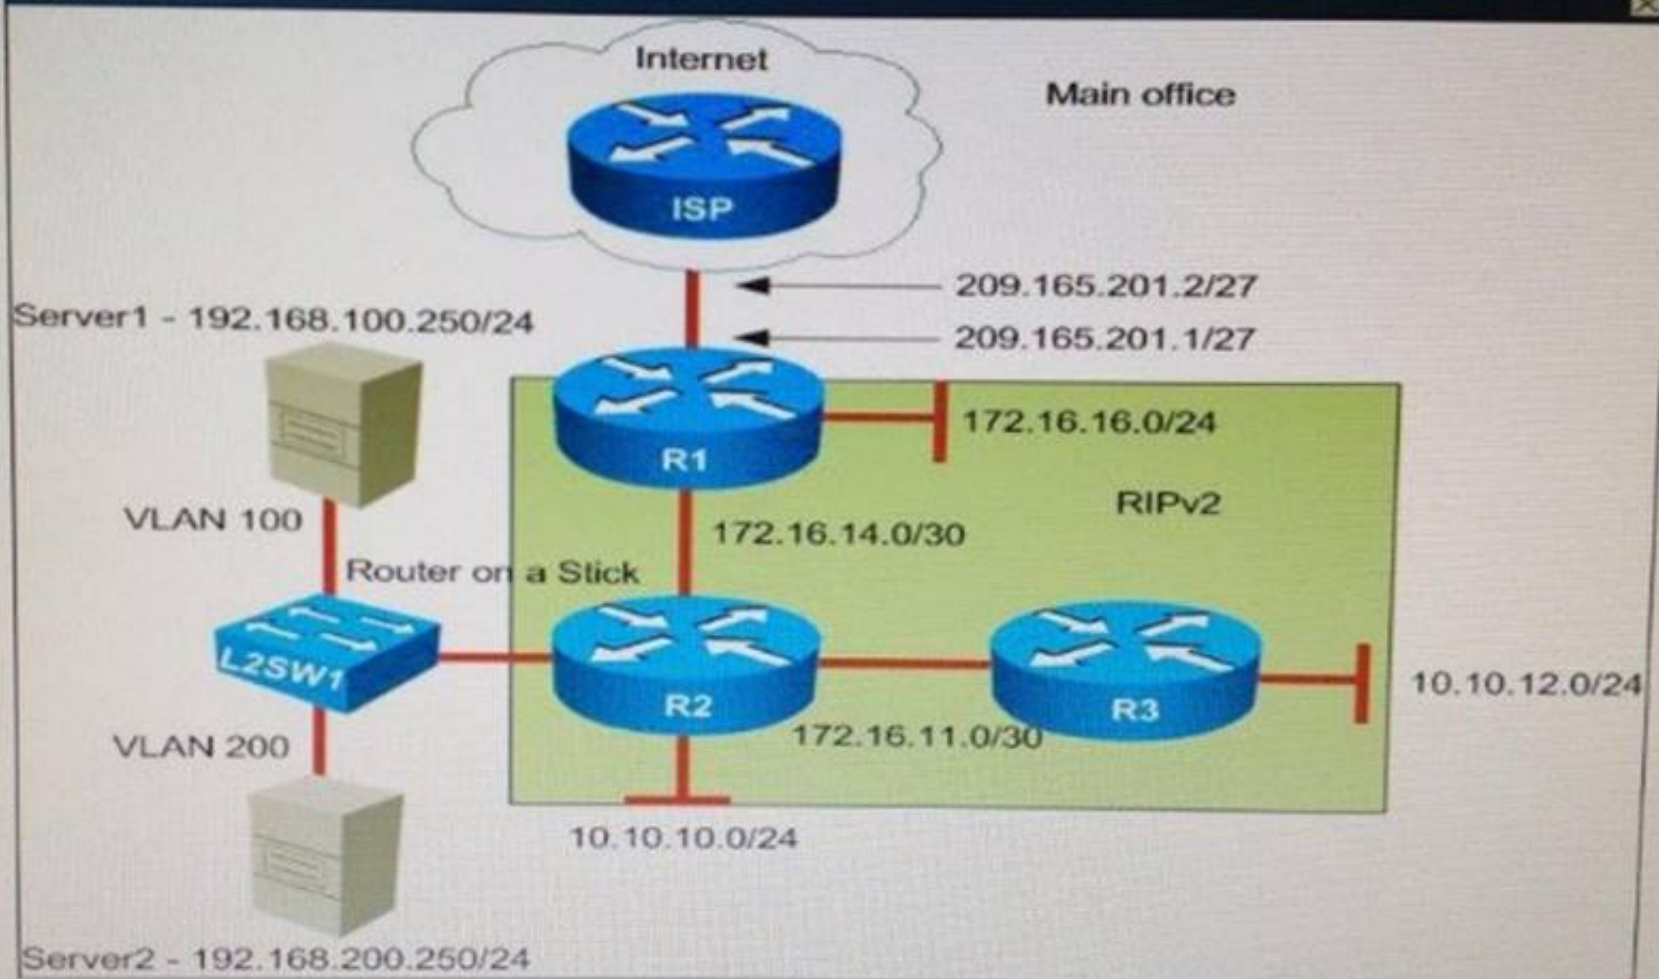 Internet
Main office
ISP
209.165.201.2/27
Server1 - 192.168.100.250/24
209.165.201.1/27
172.16.16.0/24
R1
RIPv2
VLAN 100
172.16.14.0/30
Router on a Stick
L2SW1
R2
R3
10.10.12.0/24
VLAN 200
172.16.11.0/30
10.10.10.0/24
Server2 - 192.168.200.250/24